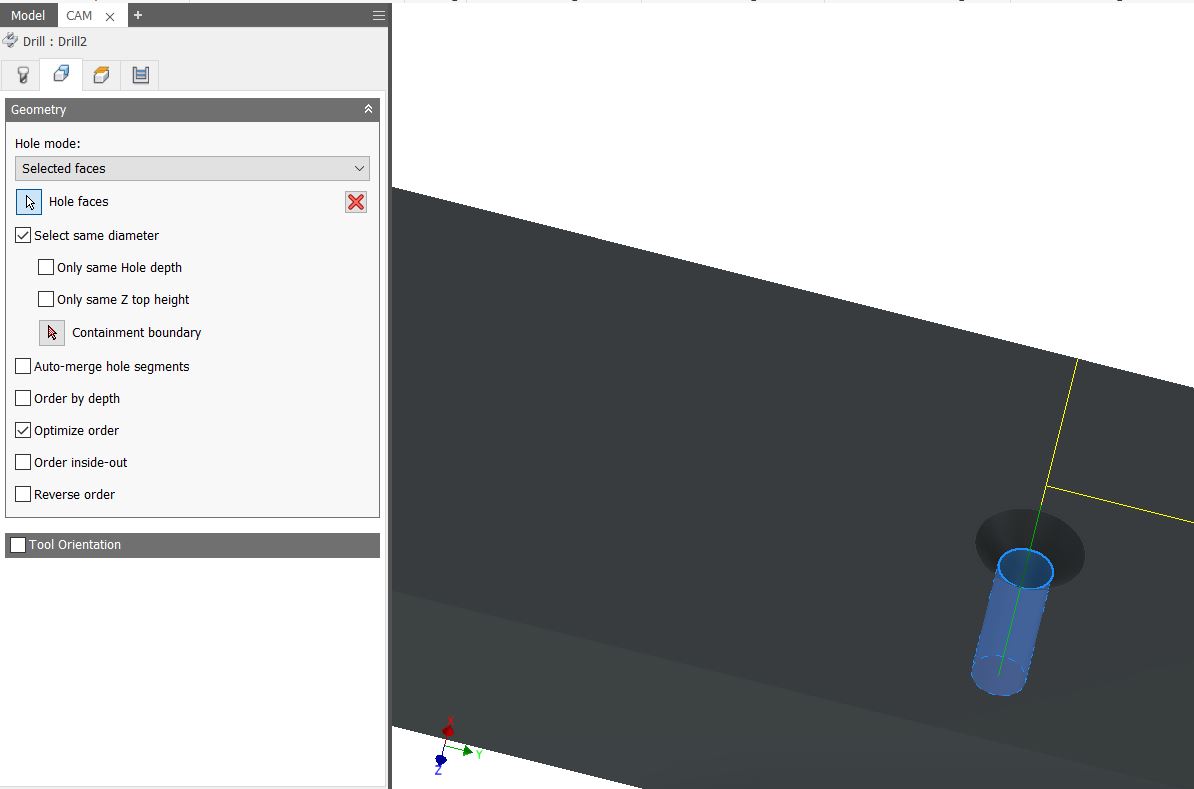 Model CAM
Drill : Drill2
Geometry
Hole mode:
Selected faces
Hole faces
Select same diameter
Only same Hole depth
Only same Z top height
Containment boundary
Auto-merge hole segments
Order by depth
Optimize order
Order inside-out
Reverse order
Tool Orientation
X
Y
Z